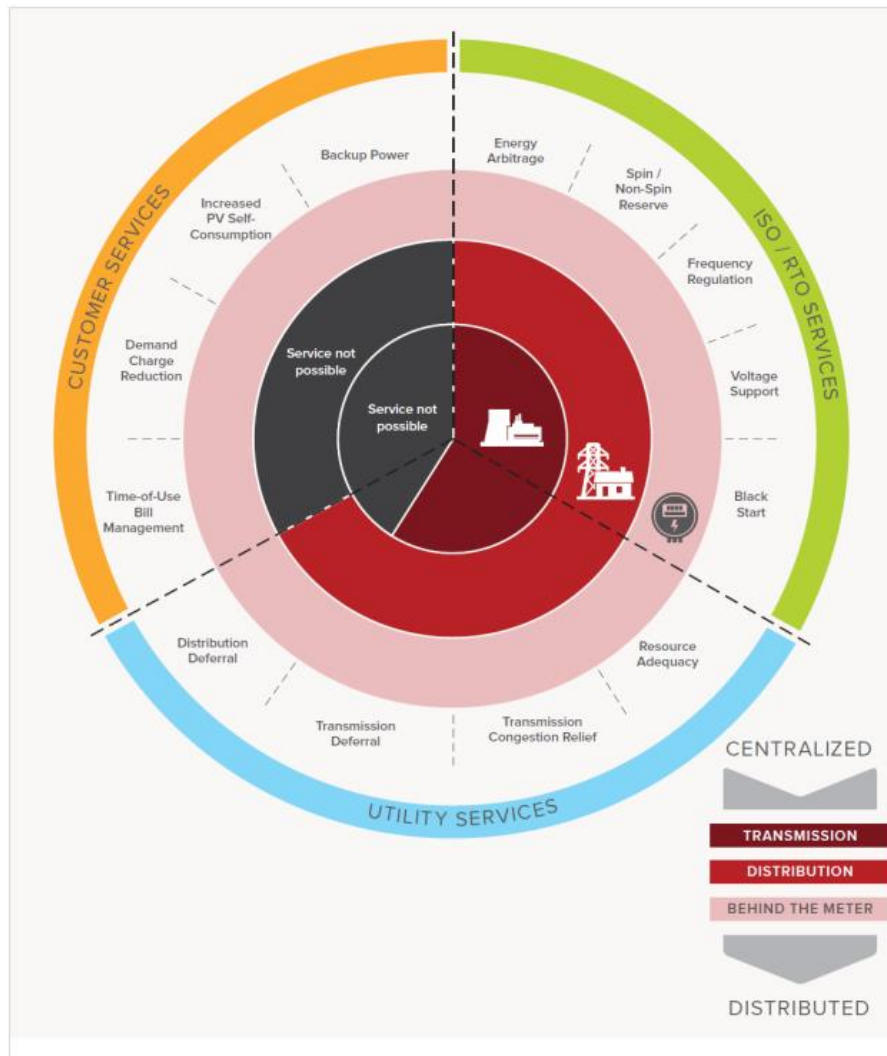 CUSTOMER SERVICES
ISO / RTO SERVICES
UTILITY SERVICES
Backup Power
Increased
PV Self-
Consumption
Demand
Charge
Reduction
Time-of-Use
Bill
Management
Energy
Arbitrage
Spin /
Non-Spin
Reserve
Frequency
Regulation
Voltage
Support
Black
Start
Resource
Adequacy
Transmission
Congestion Relief
Transmission
Deferral
Distribution
Deferral
Service not
possible
Service not
possible
CENTRALIZED
TRANSMISSION
DISTRIBUTION
BEHIND THE METER
DISTRIBUTED